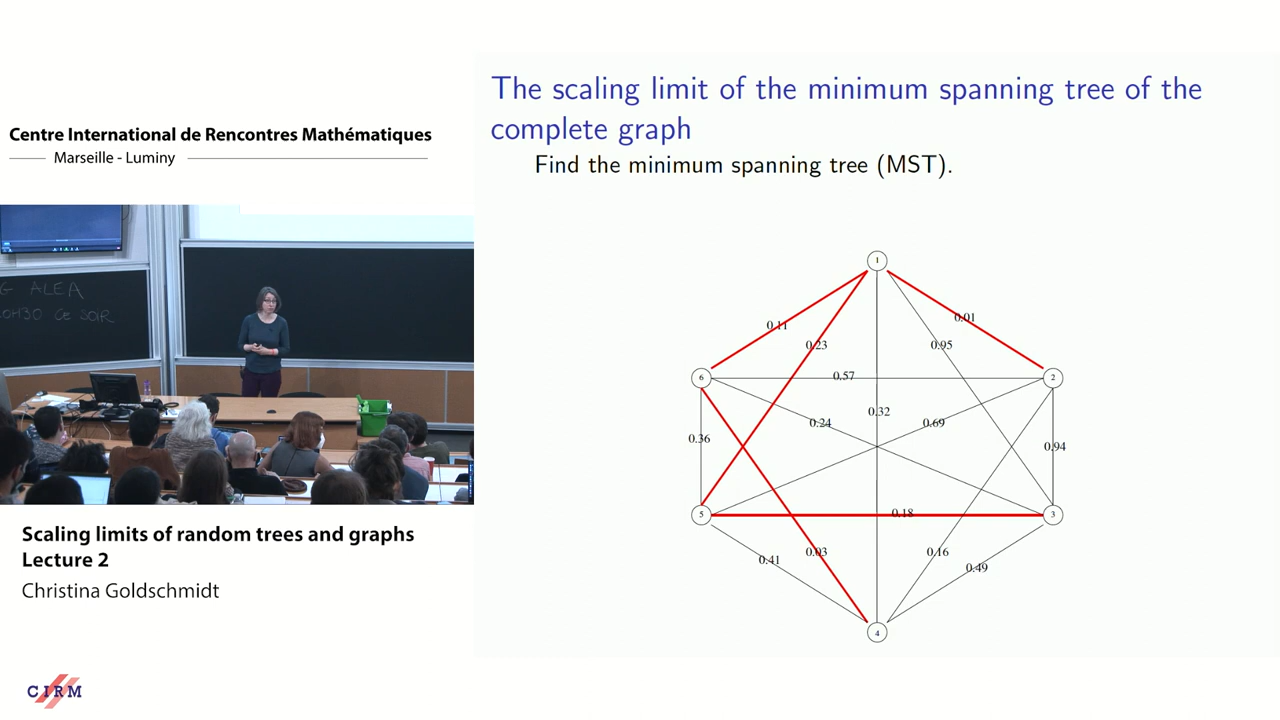 Centre International de Rencontres Mathématiques
Marseille - Luminy
G ALEA
10H30 Ce SOIR
Scaling limits of random trees and graphs
Lecture 2
Christina Goldschmidt
CIRM
The scaling limit of the minimum spanning tree of the
complete graph
Find the minimum spanning tree (MST).
1
0.11
0.01
0.23
0.95
6
0.57
2
0.32
0.24
0.69
0.36
0.94
5
0.18
3
0.41
0.03
0.16
0.49
4